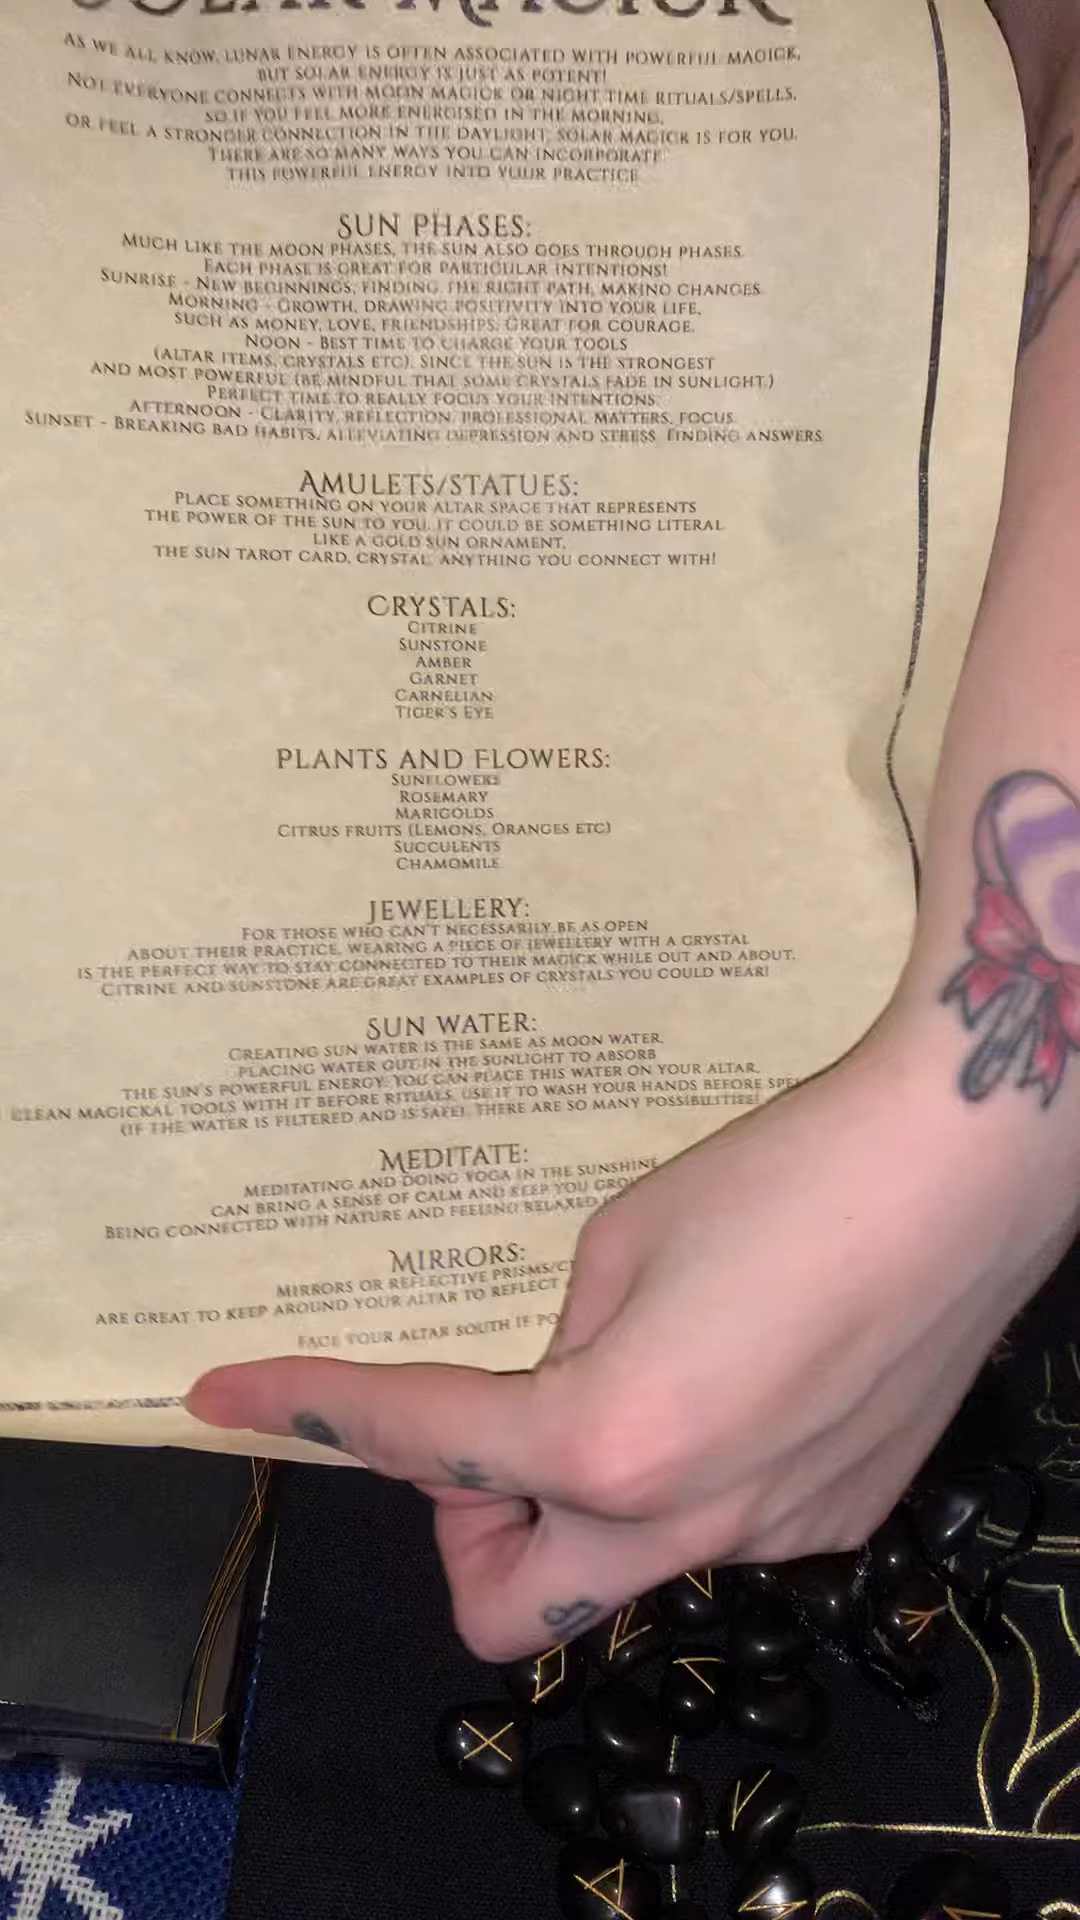 SOLAR MAGICK
AS WE ALL KNOW, LUNAR ENERGY IS OFTEN ASSOCIATED WITH POWERFUL MAGICK,
BUT SOLAR ENERGY IS JUST AS POTENT!
NOT EVERYONE CONNECTS WITH MOON MAGICK OR NIGHT TIME RITUALS/SPELLS,
SO IF YOU FEEL MORE ENERGISED IN THE MORNING,
OR FEEL A STRONGER CONNECTION IN THE DAYLIGHT, SOLAR MAGICK IS FOR YOU.
THERE ARE SO MANY WAYS YOU CAN INCORPORATE
THIS POWERFUL ENERGY INTO YOUR PRACTICE
SUN PHASES:
MUCH LIKE THE MOON PHASES, THE SUN ALSO GOES THROUGH PHASES.
EACH PHASE IS GREAT FOR PARTICULAR INTENTIONS!
SUNRISE - NEW BEGINNINGS, FINDING THE RIGHT PATH, MAKING CHANGES
MORNING - GROWTH, DRAWING POSITIVITY INTO YOUR LIFE,
SUCH AS MONEY, LOVE, FRIENDSHIPS. GREAT FOR COURAGE.
NOON - BEST TIME TO CHARGE YOUR TOOLS
(ALTAR ITEMS, CRYSTALS ETC). SINCE THE SUN IS THE STRONGEST
AND MOST POWERFUL (BE MINDFUL THAT SOME CRYSTALS FADE IN SUNLIGHT.)
PERFECT TIME TO REALLY FOCUS YOUR INTENTIONS.
AFTERNOON - CLARITY, REFLECTION, PROFESSIONAL MATTERS, FOCUS.
SUNSET - BREAKING BAD HABITS, ALLEVIATING DEPRESSION AND STRESS. FINDING ANSWERS
AMULETS/STATUES:
PLACE SOMETHING ON YOUR ALTAR SPACE THAT REPRESENTS
THE POWER OF THE SUN TO YOU. IT COULD BE SOMETHING LITERAL
LIKE A GOLD SUN ORNAMENT,
THE SUN TAROT CARD, CRYSTAL, ANYTHING YOU CONNECT WITH!
CRYSTALS:
CITRINE
SUNSTONE
AMBER
GARNET
CARNELIAN
TIGER'S EYE
PLANTS AND FLOWERS:
SUNFLOWERS
ROSEMARY
MARIGOLDS
CITRUS FRUITS (LEMONS, ORANGES ETC)
SUCCULENTS
CHAMOMILE
JEWELLERY:
FOR THOSE WHO CAN'T NECESSARILY BE AS OPEN
ABOUT THEIR PRACTICE, WEARING A PIECE OF JEWELLERY WITH A CRYSTAL
IS THE PERFECT WAY TO STAY CONNECTED TO THEIR MAGICK WHILE OUT AND ABOUT.
CITRINE AND SUNSTONE ARE GREAT EXAMPLES OF CRYSTALS YOU COULD WEAR!
SUN WATER:
CREATING SUN WATER IS THE SAME AS MOON WATER,
PLACING WATER OUT IN THE SUNLIGHT TO ABSORB
THE SUN'S POWERFUL ENERGY. YOU CAN PLACE THIS WATER ON YOUR ALTAR,
CLEAN MAGICKAL TOOLS WITH IT BEFORE RITUALS, USE IT TO WASH YOUR HANDS BEFORE SPE
(IF THE WATER IS FILTERED AND IS SAFE). THERE ARE SO MANY POSSIBILITIES!
MEDITATE:
MEDITATING AND DOING YOGA IN THE SUNSHINE
CAN BRING A SENSE OF CALM AND KEEP YOU GROU
BEING CONNECTED WITH NATURE AND FEELING RELAXED
MIRRORS:
MIRRORS OR REFLECTIVE PRISMS/C
ARE GREAT TO KEEP AROUND YOUR ALTAR TO REFLECT
FACE YOUR ALTAR SOUTH IF PO